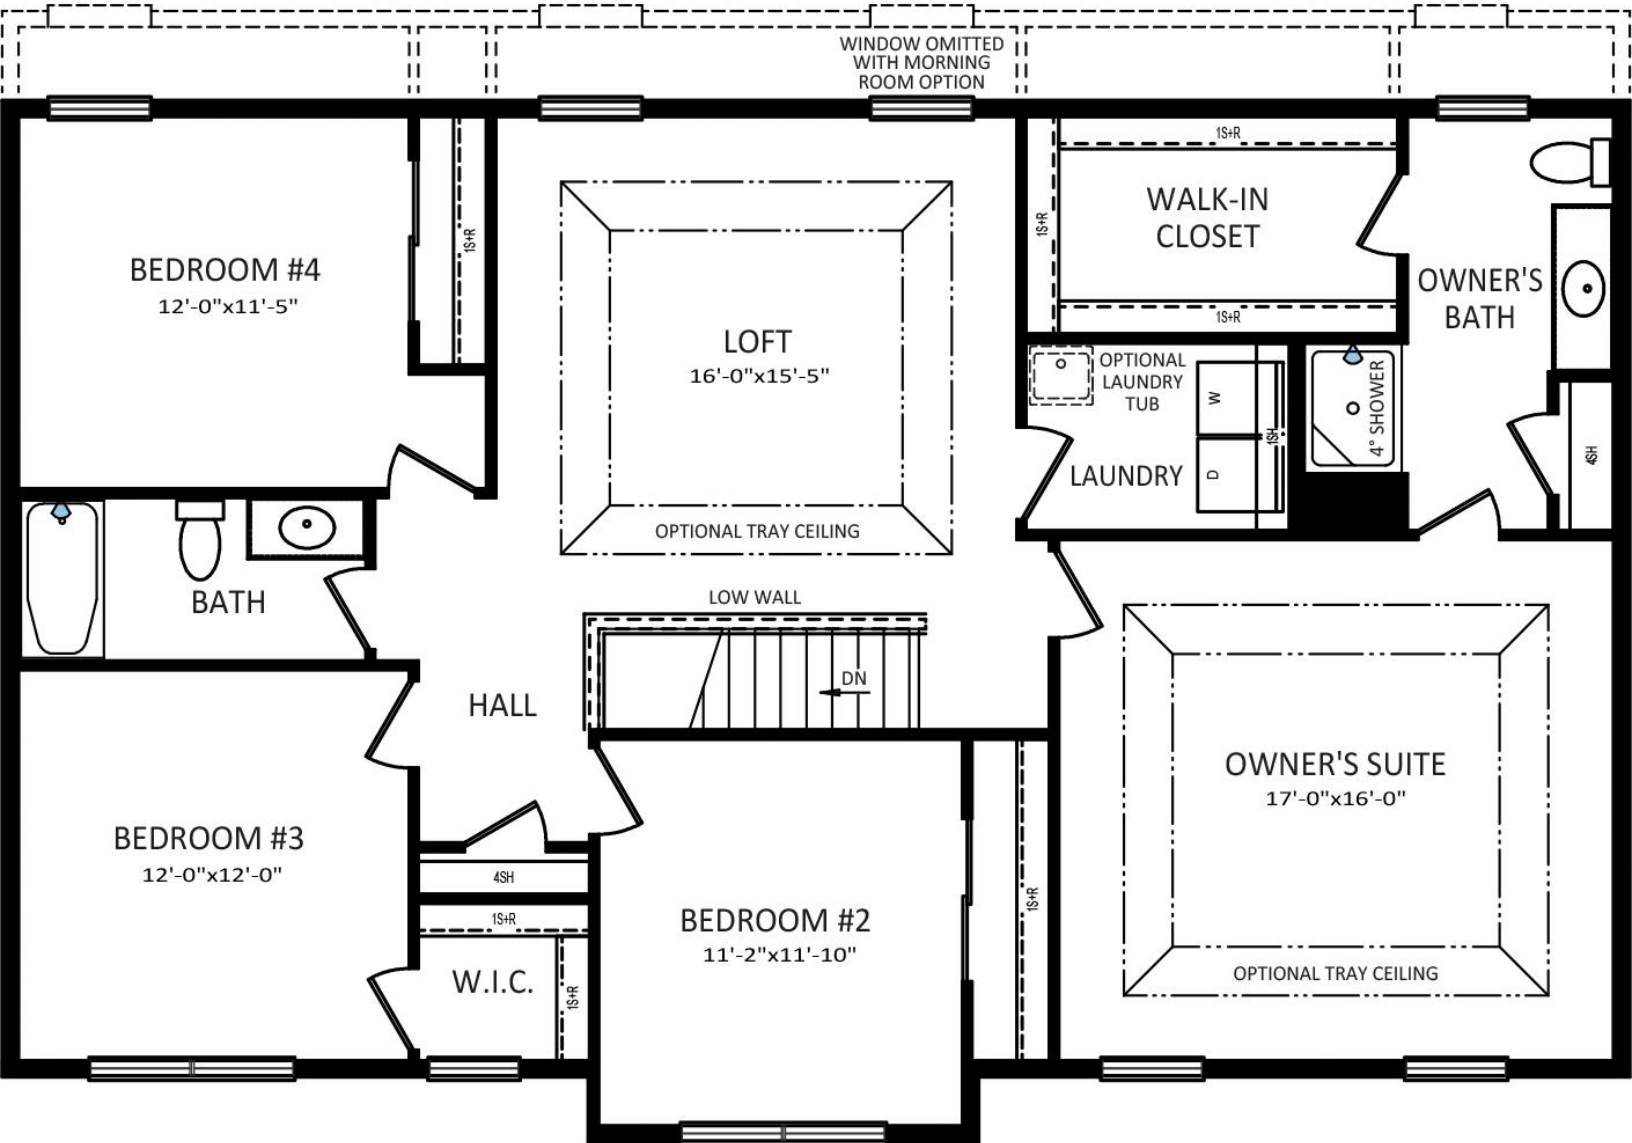 WINDOW OMITTED
WITH MORNING
ROOM OPTION
1S+R
WALK-IN
CLOSET
1S+R
1S+R
1S+R
BEDROOM #4
12'-0"x11'-5"
LOFT
16'-0"x15'-5"
OPTIONAL TRAY CEILING
OWNER'S
BATH
OPTIONAL
LAUNDRY
TUB
W
D
1SH
LAUNDRY
4° SHOWER
4SH
BATH
LOW WALL
DN
HALL
OWNER'S SUITE
17'-0"x16'-0"
OPTIONAL TRAY CEILING
BEDROOM #3
12'-0"x12'-0"
4SH
1S+R
W.I.C.
1S+R
BEDROOM #2
11'-2"x11'-10"
1S+R